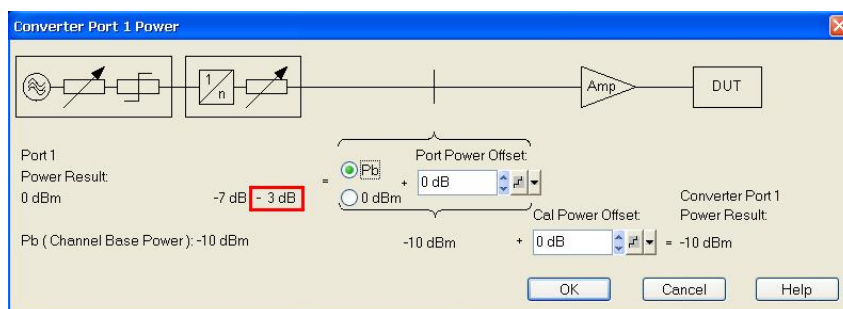 Converter Port 1 Power
1
n
Amp
DUT
Port 1
Power Result:
0 dBm
-7 dB - 3 dB
=
Pb
0 dBm
+
Port Power Offset:
0 dB
Cal Power Offset:
Converter Port 1
Power Result:
Pb ( Channel Base Power ): -10 dBm
-10 dBm + 0 dB = -10 dBm
OK Cancel Help